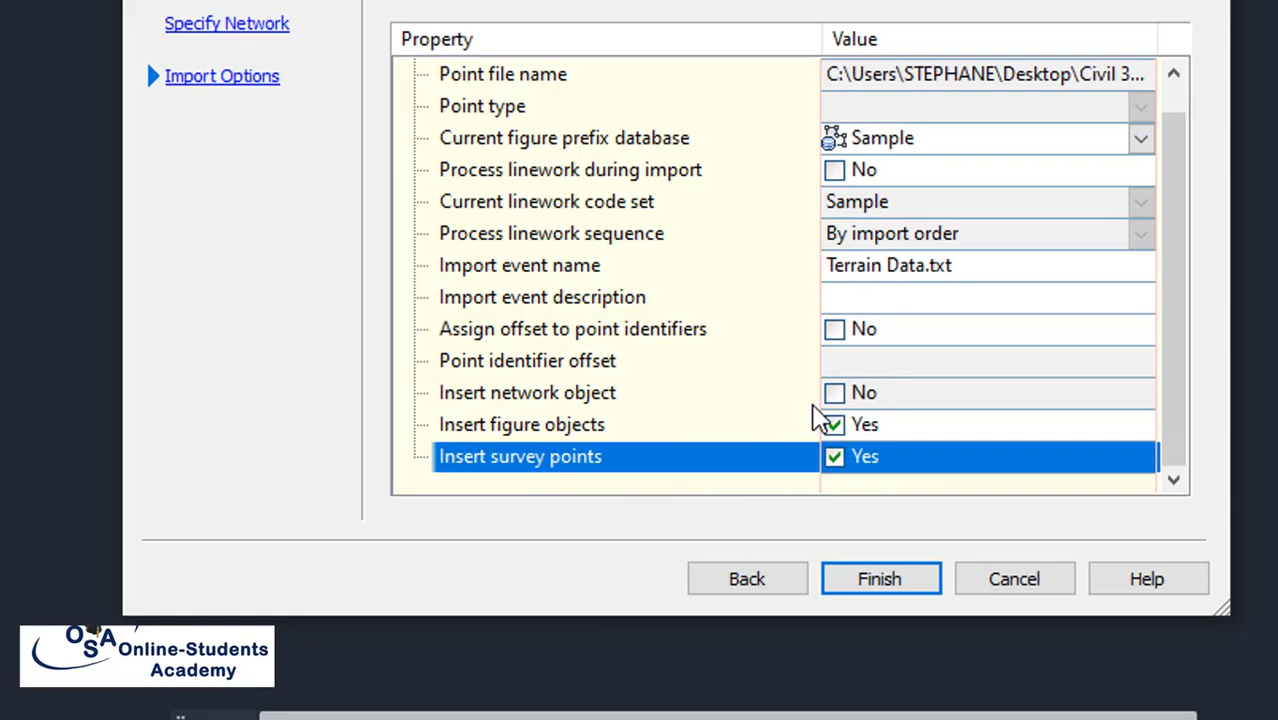 Specify Network
Import Options
Property Value
Point file name C:\Users\STEPHANE\Desktop\Civil 3...
Point type
Current figure prefix database Sample
Process linework during import No
Current linework code set Sample
Process linework sequence By import order
Import event name Terrain Data.txt
Import event description
Assign offset to point identifiers No
Point identifier offset
Insert network object No
Insert figure objects Yes
Insert survey points Yes
Back Finish Cancel Help
OSA Online-Students
Academy